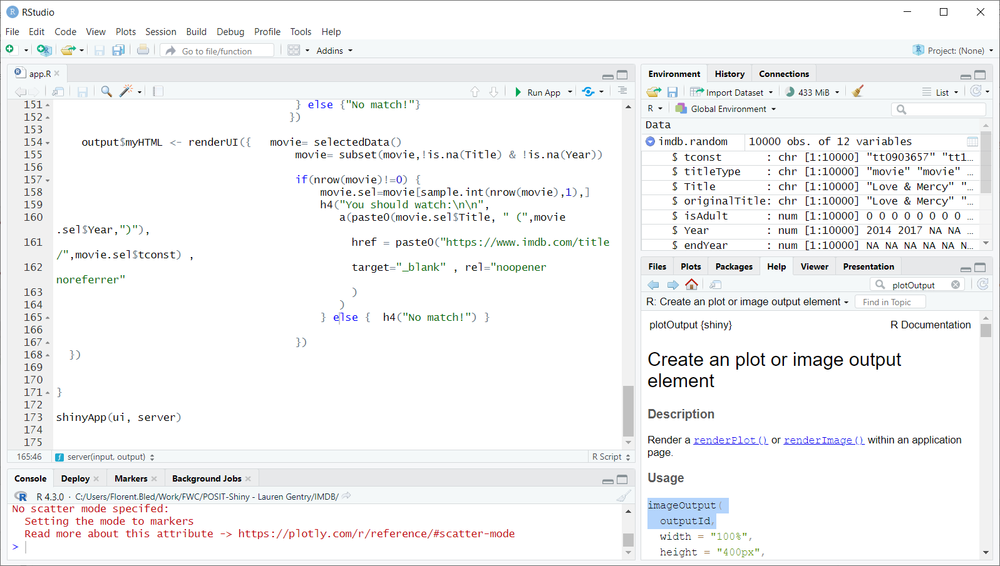 RStudio
File Edit Code View Plots Session Build Debug Profile Tools Help
Go to file/function
Addins
Project: (None)
app.R
Run App
151 } else {"No match!"}
152 })
153
154 output$myHTML <- renderUI({ movie= selectedData()
155 movie= subset(movie,!is.na(Title) & !is.na(Year))
156
157 if(nrow(movie)!=0) {
158 movie.sel=movie[sample.int(nrow(movie),1),]
159 h4("You should watch:\n\n",
160 a(paste0(movie.sel$Title, " (",movie
.sel$Year,")"),
161 href = paste0("https://www.imdb.com/title
/",movie.sel$tconst) ,
162 target="_blank" , rel="noopener
noreferrer"
163 )
164 )
165 } else { h4("No match!") }
166
167 })
168 })
169
170
171 }
172
173 shinyApp(ui, server)
174
175
165:46 server(input, output) R Script
Console Deploy Markers Background Jobs
R 4.3.0 · C:/Users/Florent.Bled/Work/FWC/POSIT-Shiny - Lauren Gentry/IMDB/
No scatter mode specifed:
Setting the mode to markers
Read more about this attribute -> https://plotly.com/r/reference/#scatter-mode
>
Environment History Connections
Import Dataset 433 MiB List
R Global Environment
Data
imdb.random 10000 obs. of 12 variables
$ tconst : chr [1:10000] "tt0903657" "tt1…
$ titleType : chr [1:10000] "movie" "movie" …
$ Title : chr [1:10000] "Love & Mercy" "…
$ originalTitle: chr [1:10000] "Love & Mercy" "…
$ isAdult : num [1:10000] 0 0 0 0 0 0 0 0 …
$ Year : num [1:10000] 2014 2017 NA NA …
$ endYear : num [1:10000] NA NA NA NA NA N…
Files Plots Packages Help Viewer Presentation
plotOutput
R: Create an plot or image output element Find in Topic
plotOutput {shiny} R Documentation
Create an plot or image output
element
Description
Render a renderPlot() or renderImage() within an application
page.
Usage
imageOutput(
outputId,
width = "100%",
height = "400px",